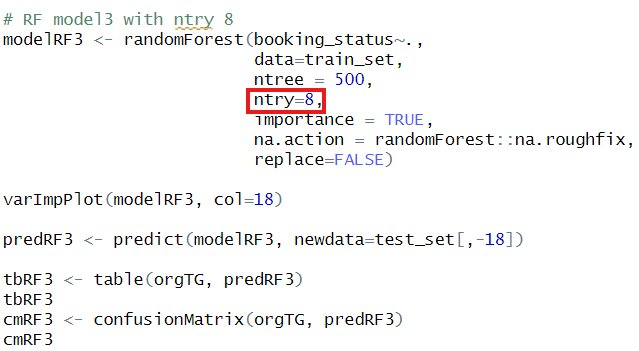 # RF model3 with ntry 8
modelRF3 <- randomForest(booking_status~.,
data=train_set,
ntree = 500,
ntry=8,
importance = TRUE,
na.action = randomForest::na.roughfix,
replace=FALSE)
varImpPlot(modelRF3, col=18)
predRF3 <- predict(modelRF3, newdata=test_set[,-18])
tbRF3 <- table(orgTG, predRF3)
tbRF3
cmRF3 <- confusionMatrix(orgTG, predRF3)
cmRF3